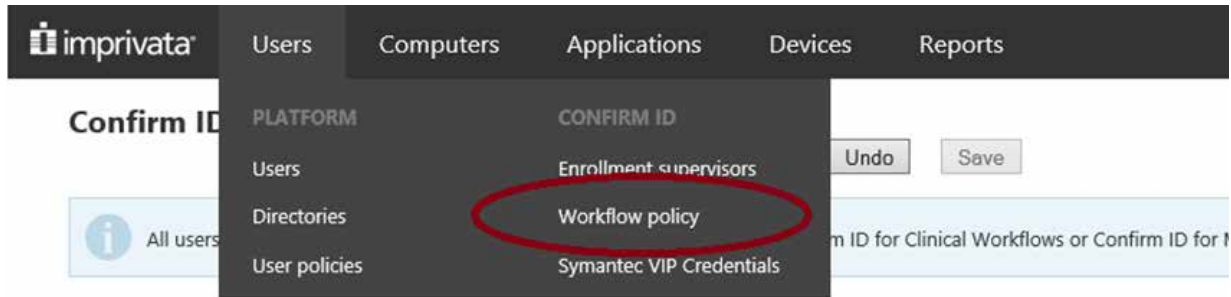 imprivata Users Computers Applications Devices Reports
Confirm ID
PLATFORM CONFIRM ID
Undo Save
Users Enrollment supervisors
Directories Workflow policy
All users m ID for Clinical Workflows or Confirm ID for
User policies Symantec VIP Credentials